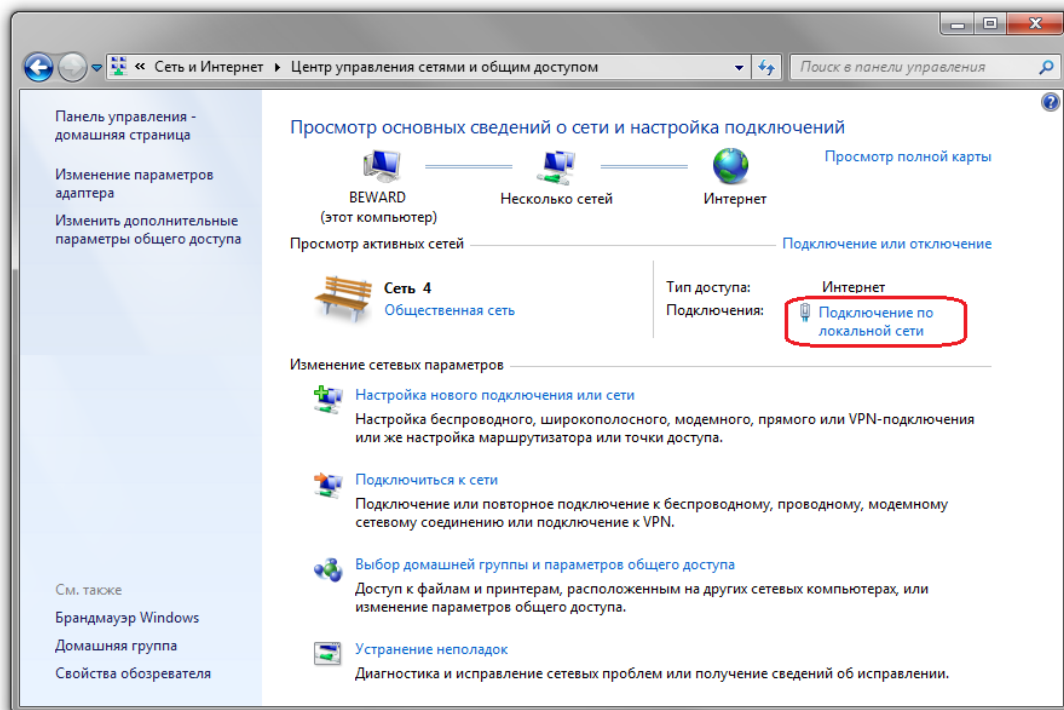 « Сеть и Интернет Центр управления сетями и общим доступом Поиск в панели управления
Панель управления -
домашняя страница
Изменение параметров
адаптера
Изменить дополнительные
параметры общего доступа
Просмотр основных сведений о сети и настройка подключений
Просмотр полной карты
BEWARD
(этот компьютер)
Несколько сетей
Интернет
Просмотр активных сетей
Подключение или отключение
Сеть 4
Общественная сеть
Тип доступа: Интернет
Подключения: Подключение по
локальной сети
Изменение сетевых параметров
Настройка нового подключения или сети
Настройка беспроводного, широкополосного, модемного, прямого или VPN-подключения
или же настройка маршрутизатора или точки доступа.
Подключиться к сети
Подключение или повторное подключение к беспроводному, проводному, модемному
сетевому соединению или подключение к VPN.
Выбор домашней группы и параметров общего доступа
Доступ к файлам и принтерам, расположенным на других сетевых компьютерах, или
изменение параметров общего доступа.
Устранение неполадок
Диагностика и исправление сетевых проблем или получение сведений об исправлении.
См. также
Брандмауэр Windows
Домашняя группа
Свойства обозревателя